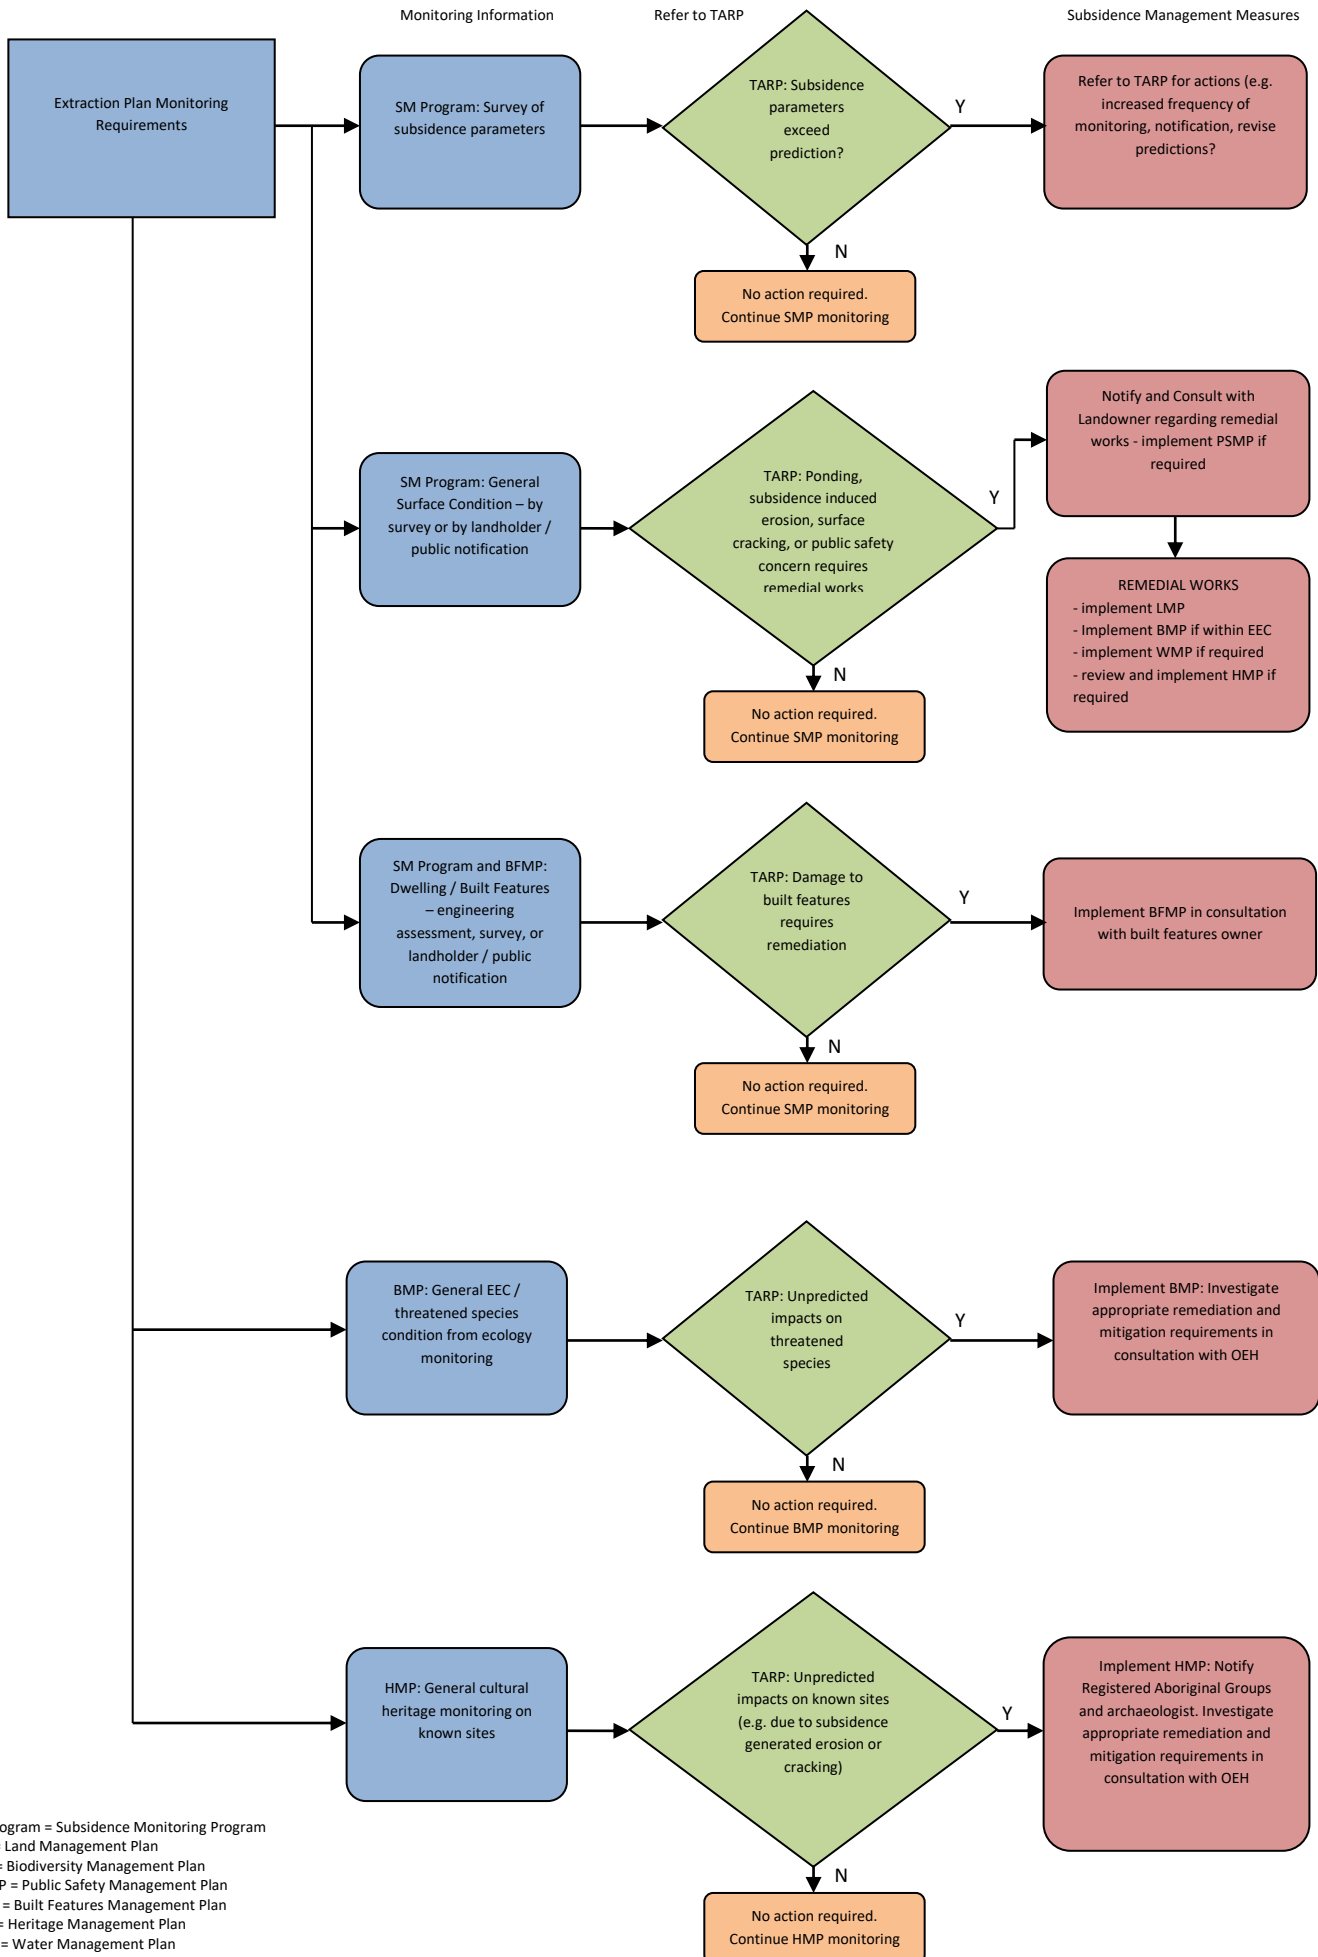 Monitoring Information
Refer to TARP
Subsidence Management Measures
Extraction Plan Monitoring
Requirements
SM Program: Survey of
subsidence parameters
TARP: Subsidence
parameters
exceed
prediction?
Y
Refer to TARP for actions (e.g.
increased frequency of
monitoring, notification, revise
predictions?
N
No action required.
Continue SMP monitoring
SM Program: General
Surface Condition – by
survey or by landholder /
public notification
TARP: Ponding,
subsidence induced
erosion, surface
cracking, or public safety
concern requires
remedial works
Y
Notify and Consult with
Landowner regarding remedial
works - implement PSMP if
required
REMEDIAL WORKS
- implement LMP
- Implement BMP if within EEC
- implement WMP if required
- review and implement HMP if
required
N
No action required.
Continue SMP monitoring
SM Program and BFMP:
Dwelling / Built Features
– engineering
assessment, survey, or
landholder / public
notification
TARP: Damage to
built features
requires
remediation
Y
Implement BFMP in consultation
with built features owner
N
No action required.
Continue SMP monitoring
BMP: General EEC /
threatened species
condition from ecology
monitoring
TARP: Unpredicted
impacts on
threatened
species
Y
Implement BMP: Investigate
appropriate remediation and
mitigation requirements in
consultation with OEH
N
No action required.
Continue BMP monitoring
HMP: General cultural
heritage monitoring on
known sites
TARP: Unpredicted
impacts on known sites
(e.g. due to subsidence
generated erosion or
cracking)
Y
Implement HMP: Notify
Registered Aboriginal Groups
and archaeologist. Investigate
appropriate remediation and
mitigation requirements in
consultation with OEH
N
No action required.
Continue HMP monitoring
ogram = Subsidence Monitoring Program
= Land Management Plan
= Biodiversity Management Plan
P = Public Safety Management Plan
= Built Features Management Plan
= Heritage Management Plan
= Water Management Plan